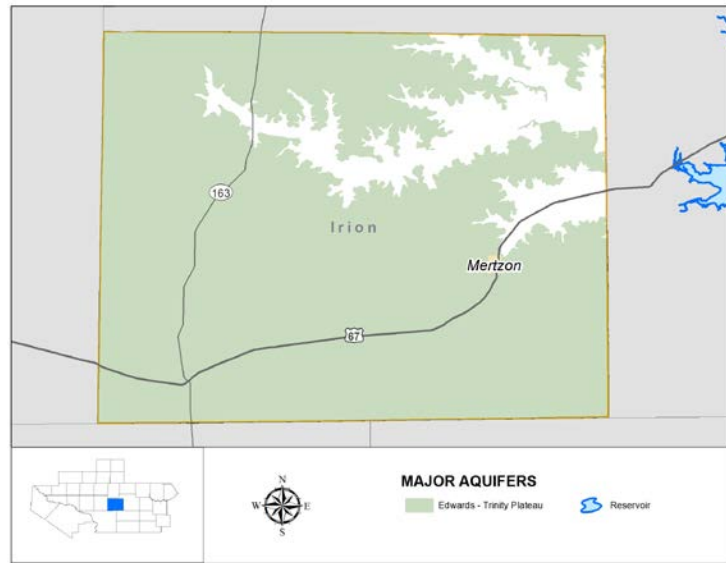 163
Irion
Mertzon
67
N
W E
S
MAJOR AQUIFERS
Edwards - Trinity Plateau
Reservoir